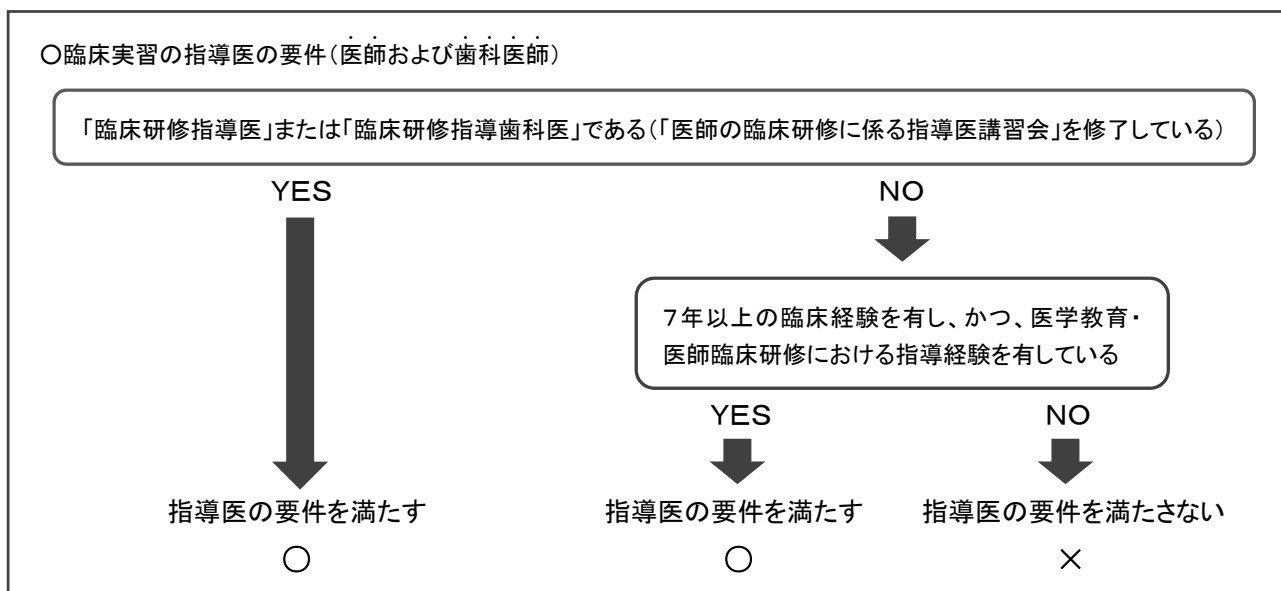 〇臨床実習の指導医の要件(医師および歯科医師)
「臨床研修指導医」または「臨床研修指導歯科医」である(「医師の臨床研修に係る指導医講習会」を修了している)
YES
NO
7年以上の臨床経験を有し、かつ、医学教育・
医師臨床研修における指導経験を有している
YES
NO
指導医の要件を満たす
指導医の要件を満たす
指導医の要件を満たさない
〇
〇
×